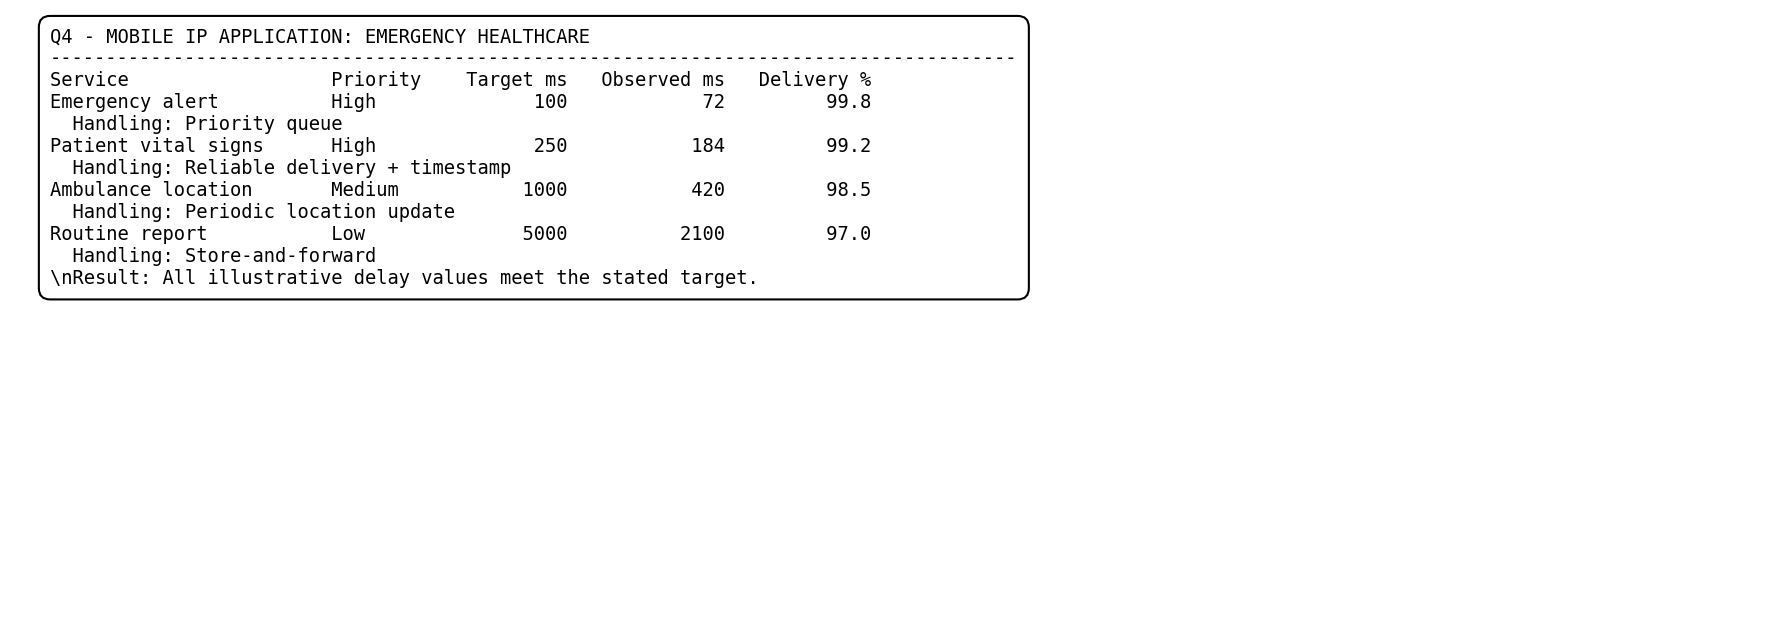 Q4 - MOBILE IP APPLICATION: EMERGENCY HEALTHCARE
--------------------------------------------------------------------------------------
Service                  Priority    Target ms   Observed ms   Delivery %
Emergency alert          High              100            72         99.8
  Handling: Priority queue
Patient vital signs      High              250           184         99.2
  Handling: Reliable delivery + timestamp
Ambulance location       Medium           1000           420         98.5
  Handling: Periodic location update
Routine report           Low              5000          2100         97.0
  Handling: Store-and-forward
\nResult: All illustrative delay values meet the stated target.